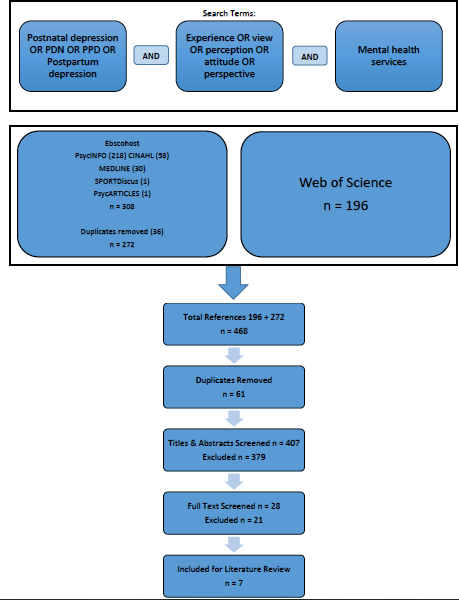 Search Terms:
Postnatal depression
OR PDN OR PPD OR
Postpartum
depression
AND
Experience OR view
OR perception OR
attitude OR
perspective
AND
Mental health
services
Ebscohost
PsycINFO (218) CINAHL (58)
MEDLINE (30)
SPORTDiscus (1)
PsycARTICLES (1)
n = 308
Duplicates removed (36)
n = 272
Web of Science
n = 196
Total References 196 + 272
n = 468
Duplicates Removed
n = 61
Titles & Abstracts Screened n = 407
Excluded n = 379
Full Text Screened n = 28
Excluded n = 21
Included for Literature Review
n = 7